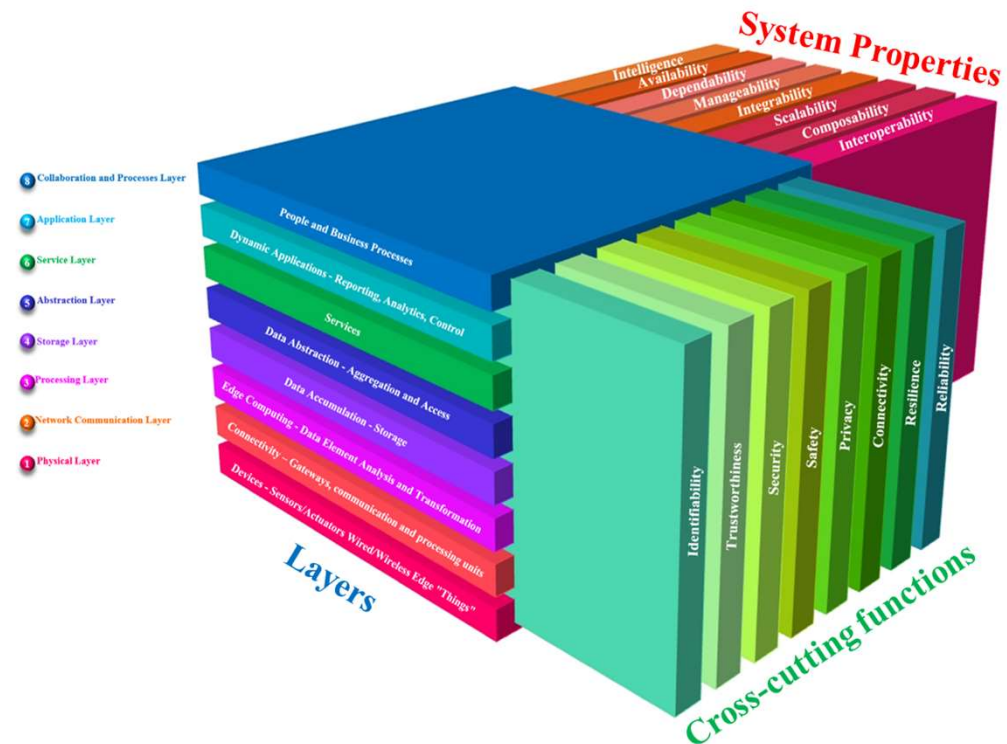 System Properties
Intelligence
Availability
Dependability
Manageability
Integrability
Scalability
Composability
Interoperability
8 Collaboration and Processes Layer
7 Application Layer
6 Service Layer
5 Abstraction Layer
4 Storage Layer
3 Processing Layer
2 Network Communication Layer
1 Physical Layer
People and Business Processes
Dynamic Applications - Reporting, Analytics, Control
Services
Data Abstraction - Aggregation and Access
Data Accumulation - Storage
Edge Computing - Data Element Analysis and Transformation
Connectivity – Gateways, communication and processing units
Devices - Sensors/Actuators Wired/Wireless Edge "Things"
Layers
Identifiability
Trustworthiness
Security
Safety
Privacy
Connectivity
Resilience
Reliability
Cross-cutting functions